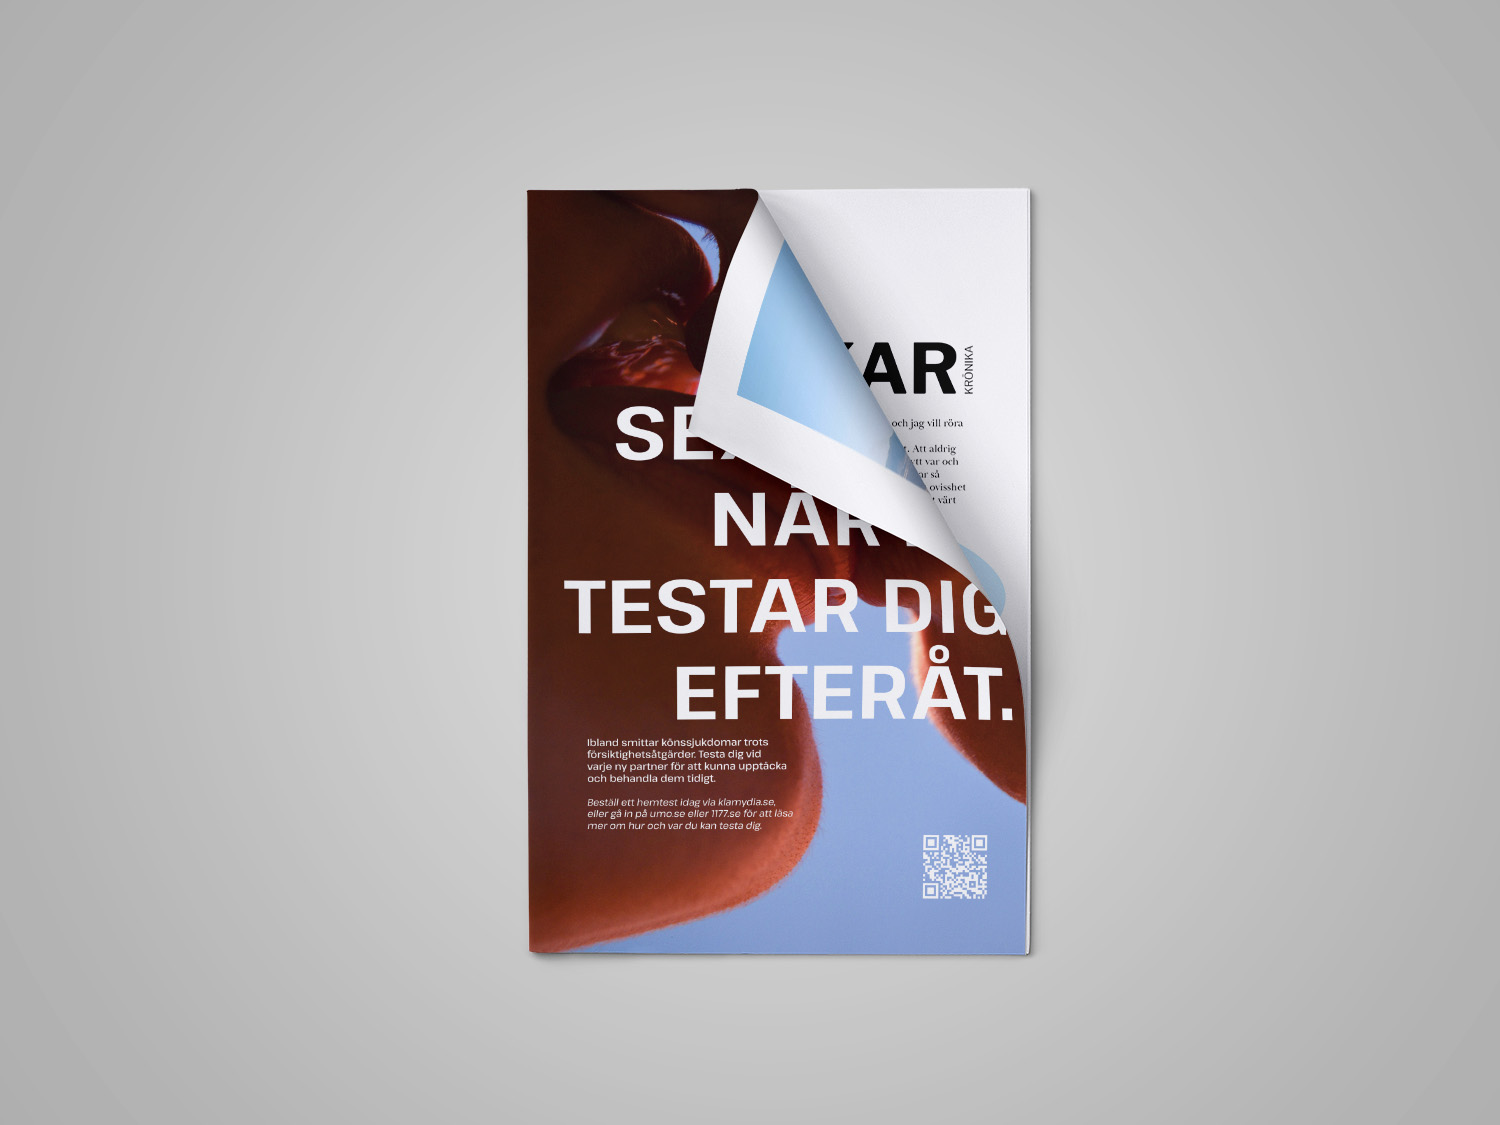 SE
NÄR
TESTAR DIG
EFTERÅT.
Ibland smittar könssjukdomar trots
försiktighetsåtgärder. Testa dig vid
varje ny partner för att kunna upptäcka
och behandla dem tidigt.
Beställ ett hemtest idag via klamydia.se,
eller gå in på umo.se eller 1177.se för att läsa
mer om hur och var du kan testa dig.
KAR
KRÖNIKA
och jag vill röra
t. Att aldrig
ytt var och
ar så
ovisshet
t vårt